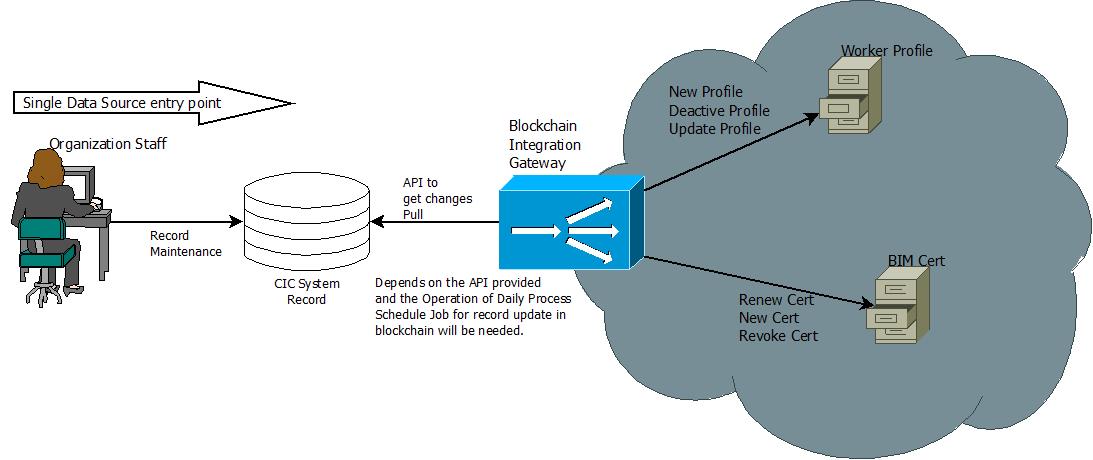 Single Data Source entry point
Organization Staff
Record
Maintenance
CIC System
Record
API to
get changes
Pull
Depends on the API provided
and the Operation of Daily Process
Schedule Job for record update in
blockchain will be needed.
Blockchain
Integration
Gateway
Worker Profile
New Profile
Deactive Profile
Update Profile
BIM Cert
Renew Cert
New Cert
Revoke Cert